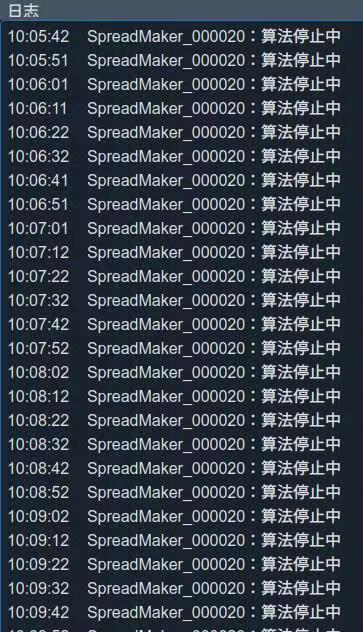 日志
10:05:42 SpreadMaker_000020：算法停止中
10:05:51 SpreadMaker_000020：算法停止中
10:06:01 SpreadMaker_000020：算法停止中
10:06:11 SpreadMaker_000020：算法停止中
10:06:22 SpreadMaker_000020：算法停止中
10:06:32 SpreadMaker_000020：算法停止中
10:06:41 SpreadMaker_000020：算法停止中
10:06:51 SpreadMaker_000020：算法停止中
10:07:01 SpreadMaker_000020：算法停止中
10:07:12 SpreadMaker_000020：算法停止中
10:07:22 SpreadMaker_000020：算法停止中
10:07:32 SpreadMaker_000020：算法停止中
10:07:42 SpreadMaker_000020：算法停止中
10:07:52 SpreadMaker_000020：算法停止中
10:08:02 SpreadMaker_000020：算法停止中
10:08:12 SpreadMaker_000020：算法停止中
10:08:22 SpreadMaker_000020：算法停止中
10:08:32 SpreadMaker_000020：算法停止中
10:08:42 SpreadMaker_000020：算法停止中
10:08:52 SpreadMaker_000020：算法停止中
10:09:02 SpreadMaker_000020：算法停止中
10:09:12 SpreadMaker_000020：算法停止中
10:09:22 SpreadMaker_000020：算法停止中
10:09:32 SpreadMaker_000020：算法停止中
10:09:42 SpreadMaker_000020：算法停止中